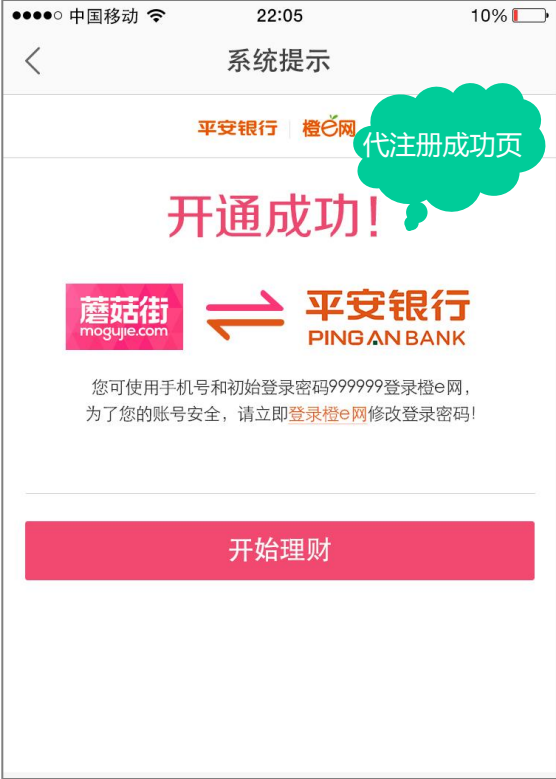 中国移动 22:05 10%
系统提示
平安银行 橙e网
代注册成功页
开通成功！
蘑菇街
mogujie.com
平安银行
PING AN BANK
您可使用手机号和初始登录密码999999登录橙e网，
为了您的账号安全，请立即登录橙e网修改登录密码！
开始理财